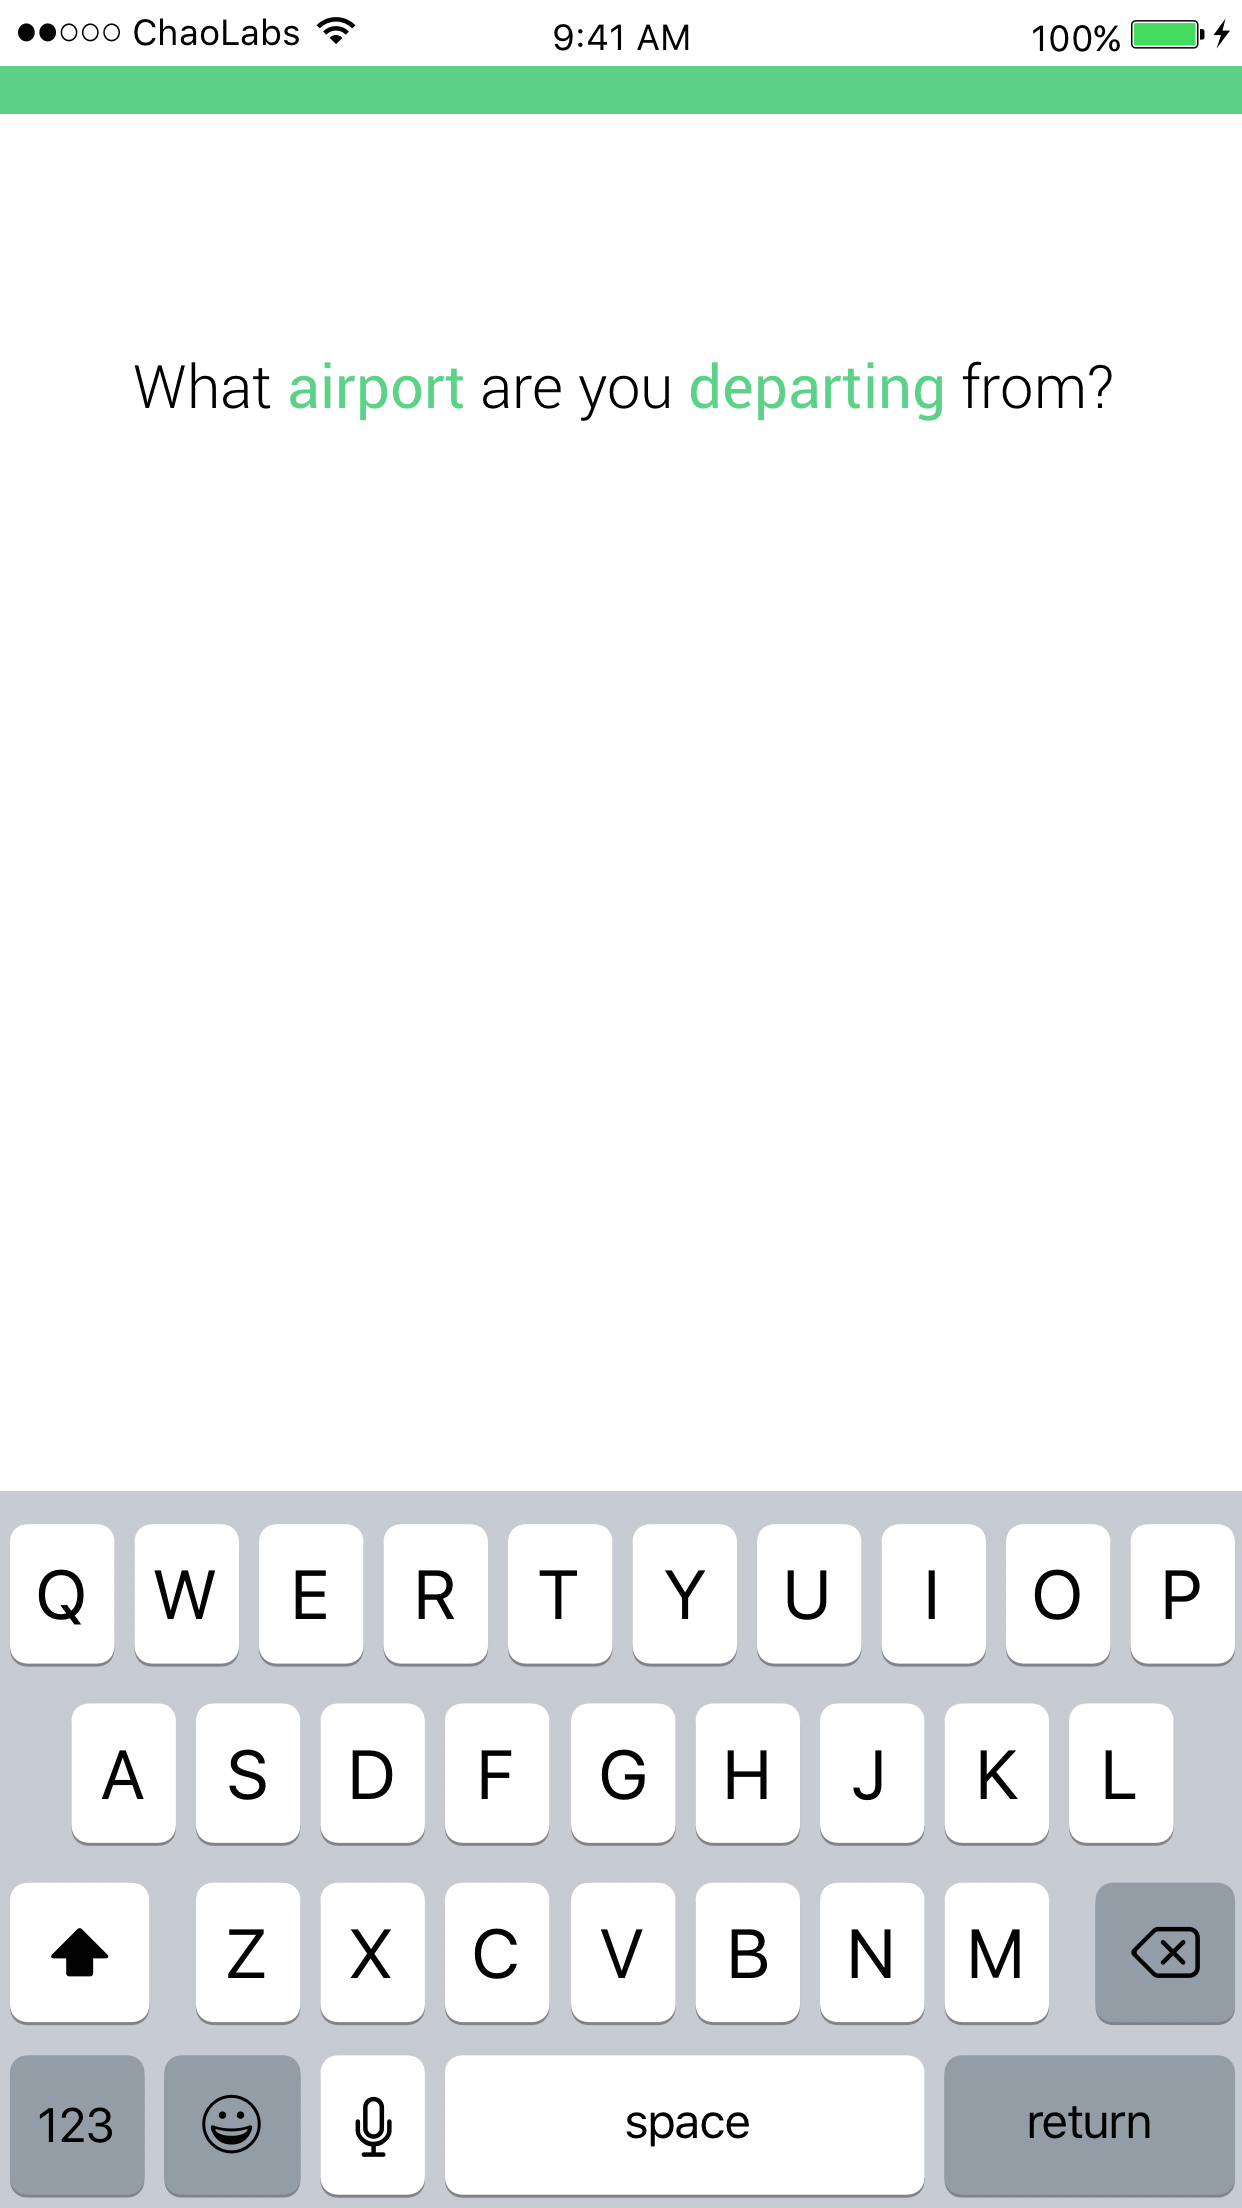 ChaoLabs 9:41 AM 100%
What airport are you departing from?
Q W E R T Y U I O P
A S D F G H J K L
Z X C V B N M
123 space return